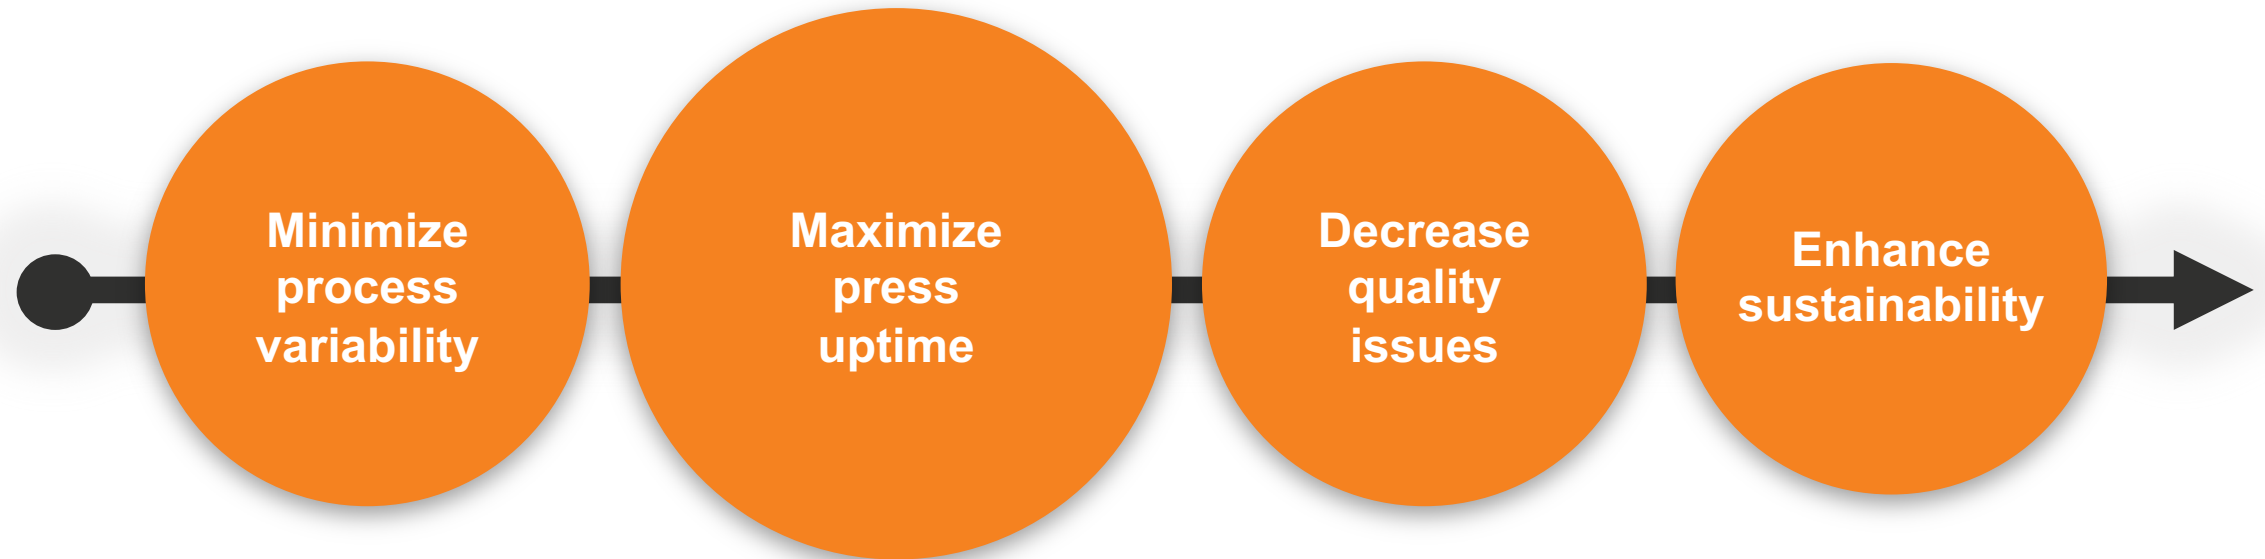 Minimize
process
variability
Maximize
press
uptime
Decrease
quality
issues
Enhance
sustainability